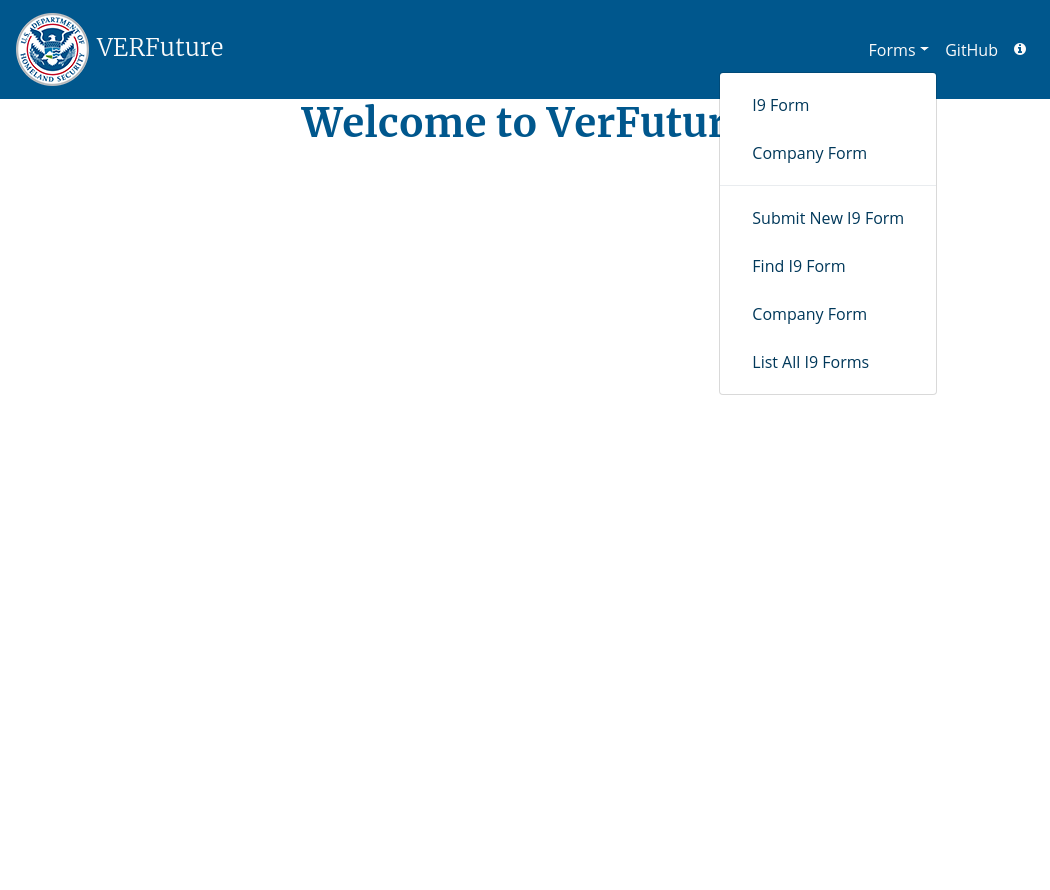 U.S. DEPARTMENT OF HOMELAND SECURITY
VERFuture
Forms
GitHub
Welcome to VerFutur
I9 Form
Company Form
Submit New I9 Form
Find I9 Form
Company Form
List All I9 Forms